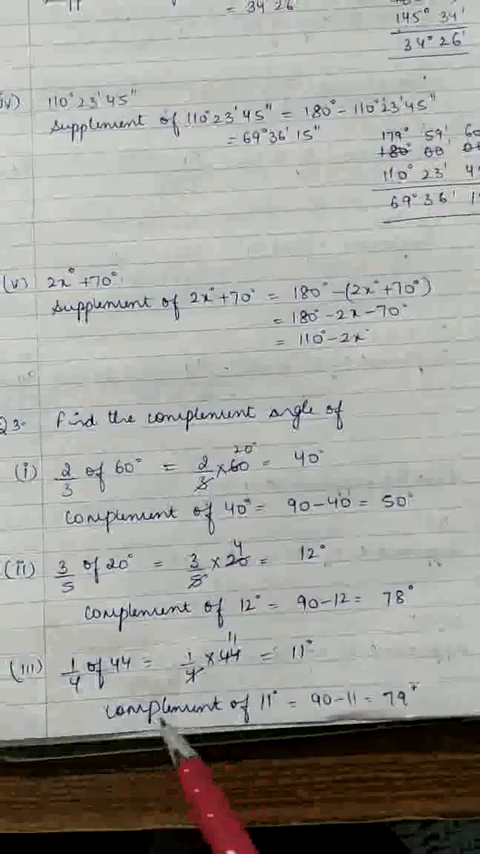 = 34°26'
145° 34'
34° 26'
iv) 110°23'45"
Supplement of 110°23'45" = 180° - 110°23'45"
= 69°36'15"
179° 59' 60
180° 00'
110° 23' 4
69° 36' 1
(v) 2x° + 70°
Supplement of 2x°+70° = 180° - (2x°+70°)
= 180° - 2x - 70°
= 110° - 2x°
Q3. Find the complement angle of
(i) 2/3 of 60° = 2/3 × 60 20° = 40°
complement of 40° = 90-40 = 50°
(ii) 3/5 of 20° = 3/5 × 20 4 = 12°
complement of 12° = 90-12 = 78°
(iii) 1/4 of 44 = 1/4 × 44 11 = 11°
complement of 11° = 90-11 = 79°